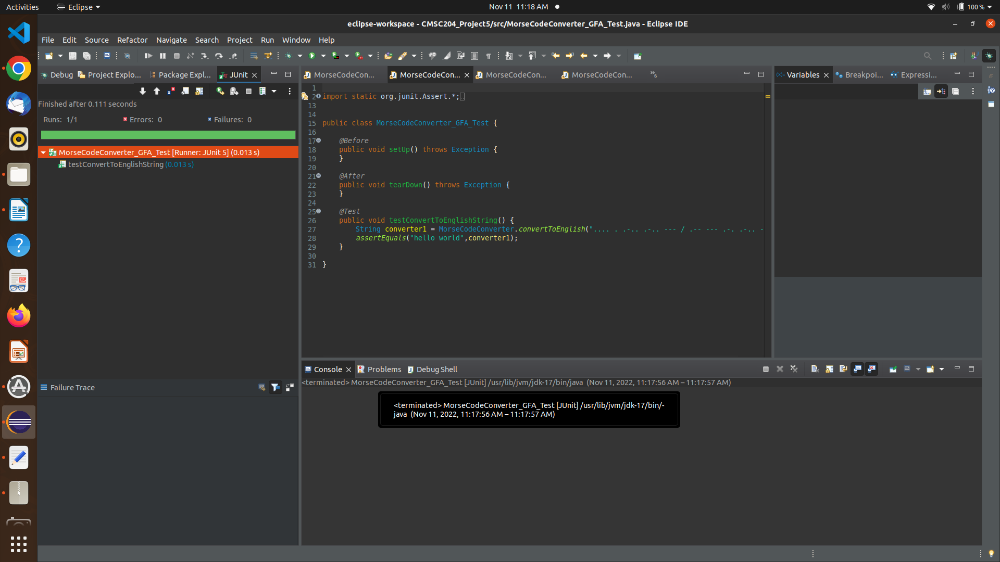 Activities
Eclipse
Nov 11 11:18 AM
100 %
eclipse-workspace - CMSC204_Project5/src/MorseCodeConverter_GFA_Test.java - Eclipse IDE
File Edit Source Refactor Navigate Search Project Run Window Help
Debug
Project Explo...
Package Expl...
JUnit
Finished after 0.111 seconds
Runs: 1/1
Errors: 0
Failures: 0
MorseCodeConverter_GFA_Test [Runner: JUnit 5] (0.013 s)
testConvertToEnglishString (0.013 s)
Failure Trace
MorseCodeCon...
MorseCodeCon...
MorseCodeCon...
MorseCodeCon...
»6
1
2 import static org.junit.Assert.*;
13
14
15 public class MorseCodeConverter_GFA_Test {
16
17 @Before
18 public void setUp() throws Exception {
19 }
20
21 @After
22 public void tearDown() throws Exception {
23 }
24
25 @Test
26 public void testConvertToEnglishString() {
27 String converter1 = MorseCodeConverter.convertToEnglish(".... . .-.. .-.. --- / .-- --- .-. .-.. -
28 assertEquals("hello world",converter1);
29 }
30
31 }
Variables
Breakpoi...
Expressi...
Console
Problems
Debug Shell
<terminated> MorseCodeConverter_GFA_Test [JUnit] /usr/lib/jvm/jdk-17/bin/java (Nov 11, 2022, 11:17:56 AM – 11:17:57 AM)
<terminated> MorseCodeConverter_GFA_Test [JUnit] /usr/lib/jvm/jdk-17/bin/-
java (Nov 11, 2022, 11:17:56 AM – 11:17:57 AM)